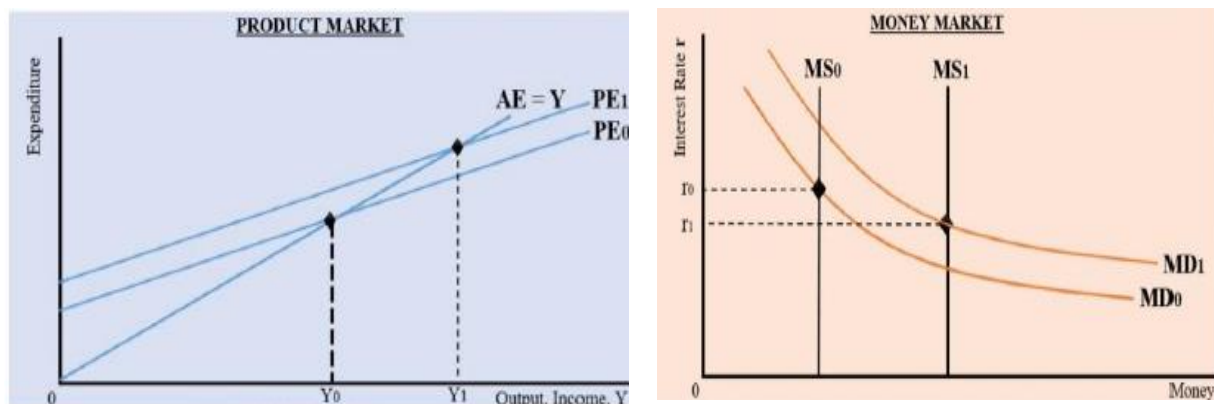 PRODUCT MARKET
Expenditure
AE = Y
PE1
PE0
0
Y0
Y1
Output, Income, Y
MONEY MARKET
Interest Rate r
MS0
MS1
r0
r1
MD1
MD0
0
Money